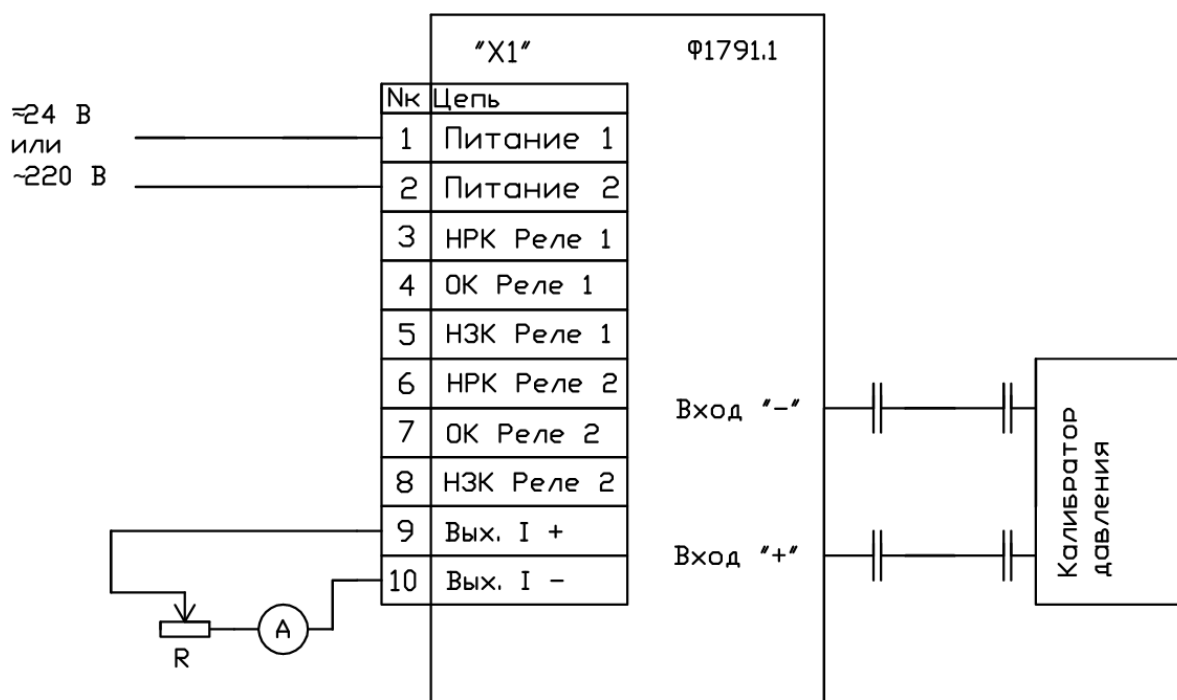 "X1"
Ф1791.1
Nк Цепь
≂24 В
или
~220 В
1 Питание 1
2 Питание 2
3 НРК Реле 1
4 ОК Реле 1
5 НЗК Реле 1
6 НРК Реле 2
7 ОК Реле 2
8 НЗК Реле 2
9 Вых. I +
10 Вых. I -
Вход "-"
Вход "+"
Калибратор
давления
A
R